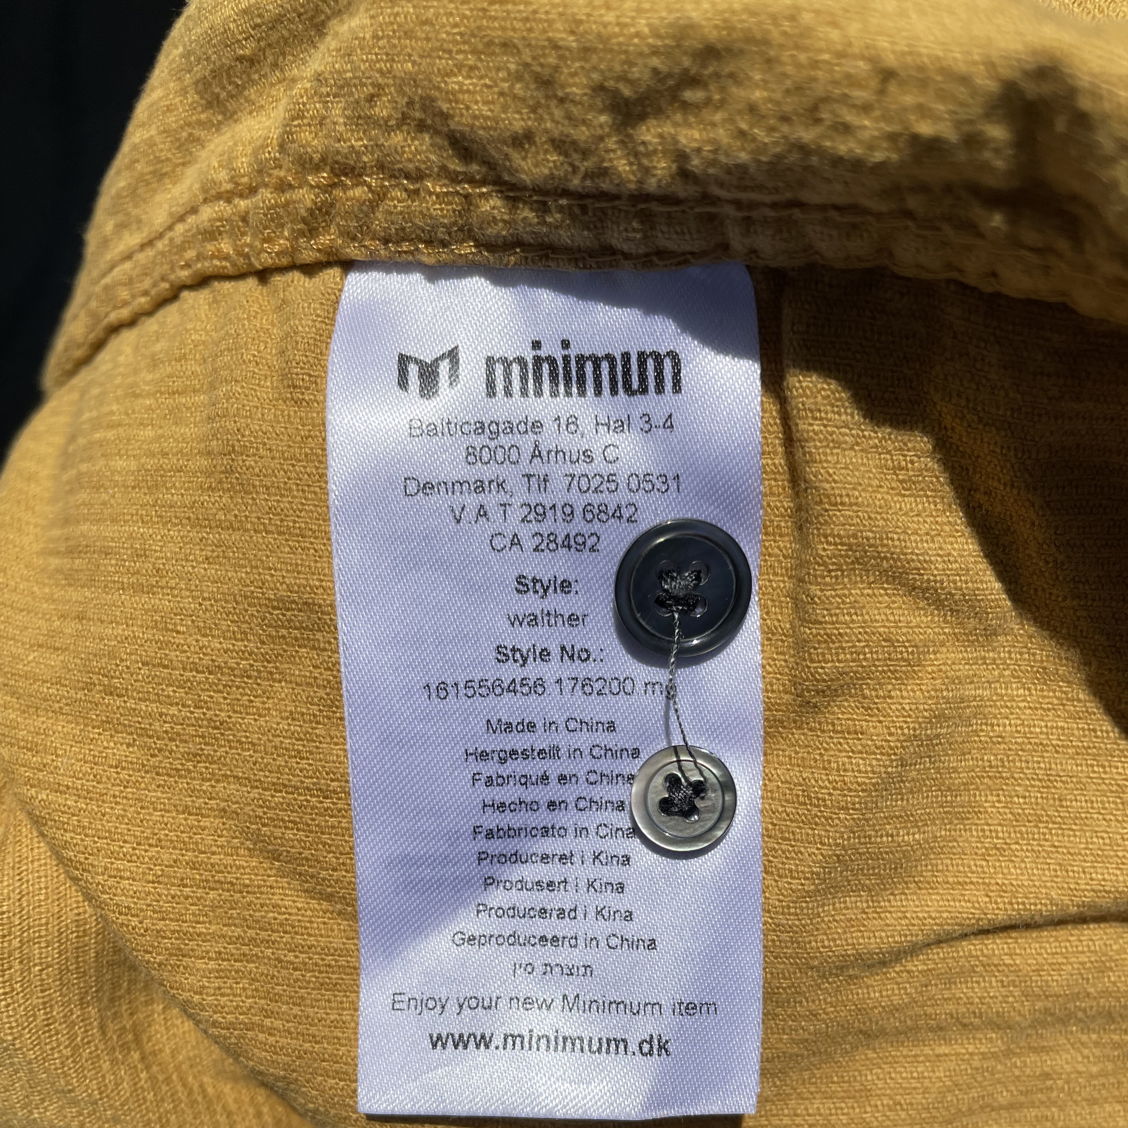 minimum
Balticagade 16, Hal 3-4
8000 Århus C
Denmark, Tlf. 7025 0531
V.A.T 2919 6842
CA 28492
Style:
walther
Style No.:
161556456.176200
Made in China
Hergestellt in China
Fabriqué en Chine
Hecho en China
Fabbricato in Cina
Produceret i Kina
Produsert i Kina
Producerad i Kina
Geproduceerd in China
תוצרת סין
Enjoy your new Minimum item
www.minimum.dk